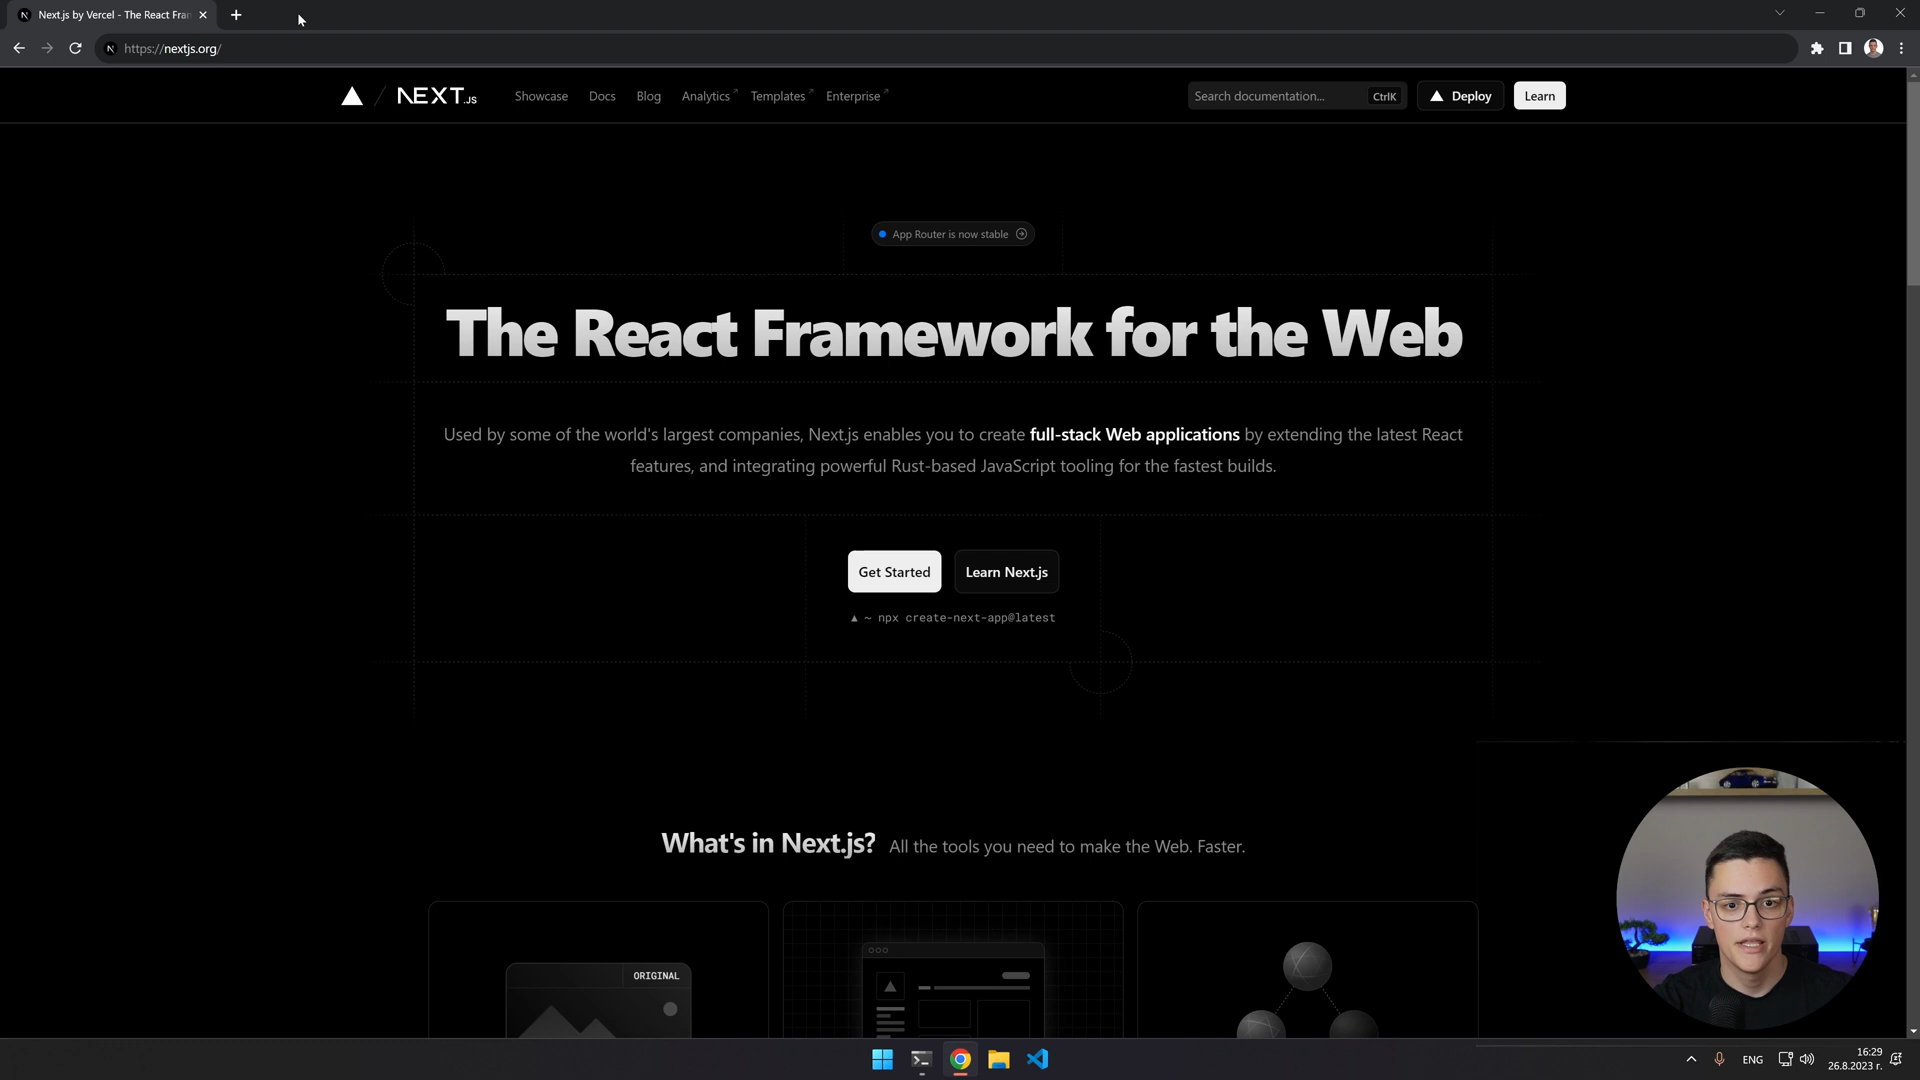 Next.js by Vercel - The React Fran
https://nextjs.org/
NEXT.JS
Showcase
Docs
Blog
Analytics
Templates
Enterprise
Search documentation...
CtrlK
Deploy
Learn
App Router is now stable
The React Framework for the Web
Used by some of the world's largest companies, Next.js enables you to create full-stack Web applications by extending the latest React
features, and integrating powerful Rust-based JavaScript tooling for the fastest builds.
Get Started
Learn Next.js
▲ ~ npx create-next-app@latest
What's in Next.js? All the tools you need to make the Web. Faster.
ORIGINAL
ENG
16:29
26.8.2023 г.